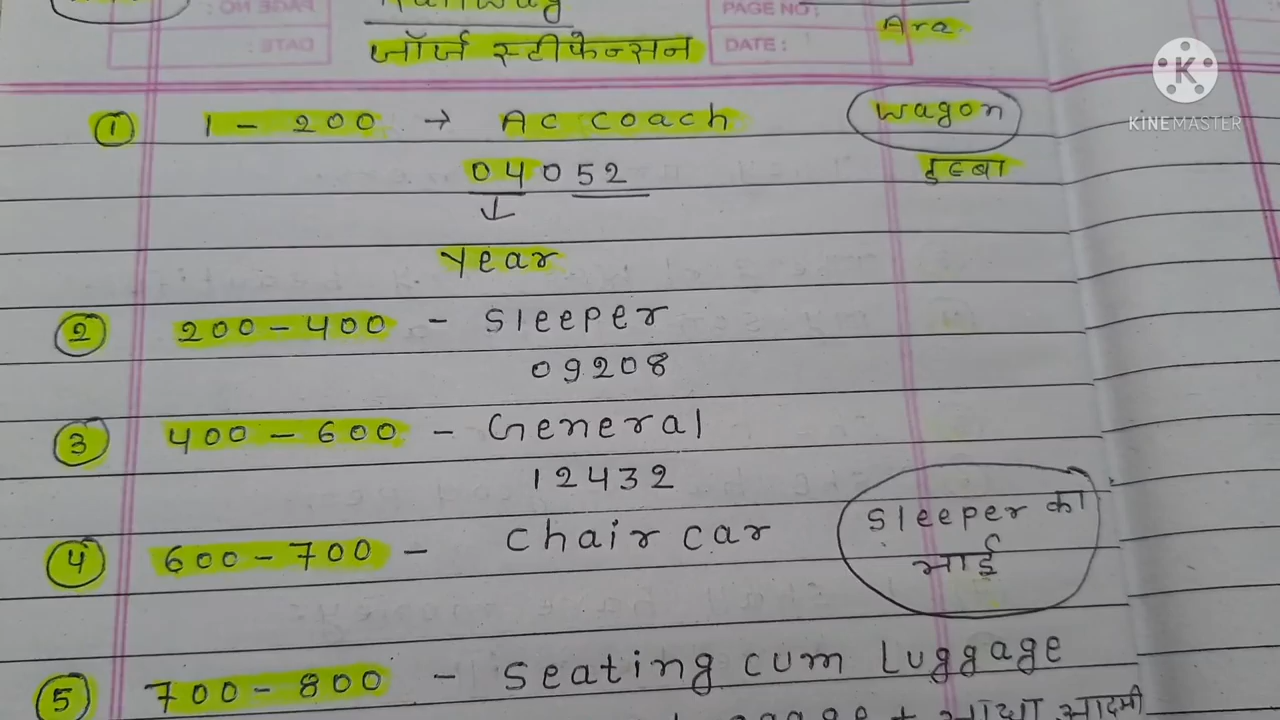 Railway
PAGE NO:
Ara
जॉर्ज स्टीफेन्सन
DATE:
1 1 - 200 → AC Coach
Wagon
KINEMASTER
04052
डब्बा
↓
Year
2 200 - 400 - Sleeper
09208
3 400 - 600 - General
12432
4 600 - 700 - Chair car
Sleeper का
भाई
5 700 - 800 - Seating cum Luggage
+ आधा आदमी